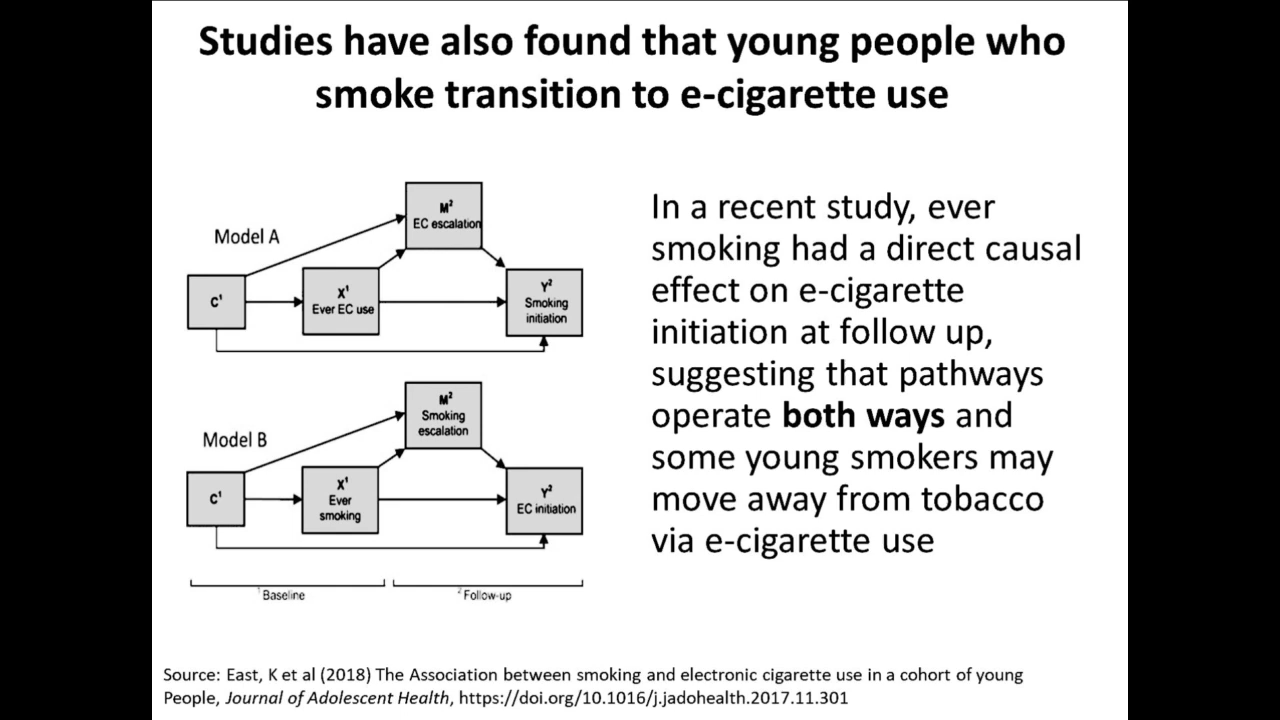 Studies have also found that young people who
smoke transition to e-cigarette use
Model A
M²
EC escalation
C¹
X¹
Ever EC use
Y²
Smoking
initiation
Model B
M²
Smoking
escalation
C¹
X¹
Ever
smoking
Y²
EC initiation
¹Baseline
²Follow-up
In a recent study, ever
smoking had a direct causal
effect on e-cigarette
initiation at follow up,
suggesting that pathways
operate both ways and
some young smokers may
move away from tobacco
via e-cigarette use
Source: East, K et al (2018) The Association between smoking and electronic cigarette use in a cohort of young
People, Journal of Adolescent Health, https://doi.org/10.1016/j.jadohealth.2017.11.301